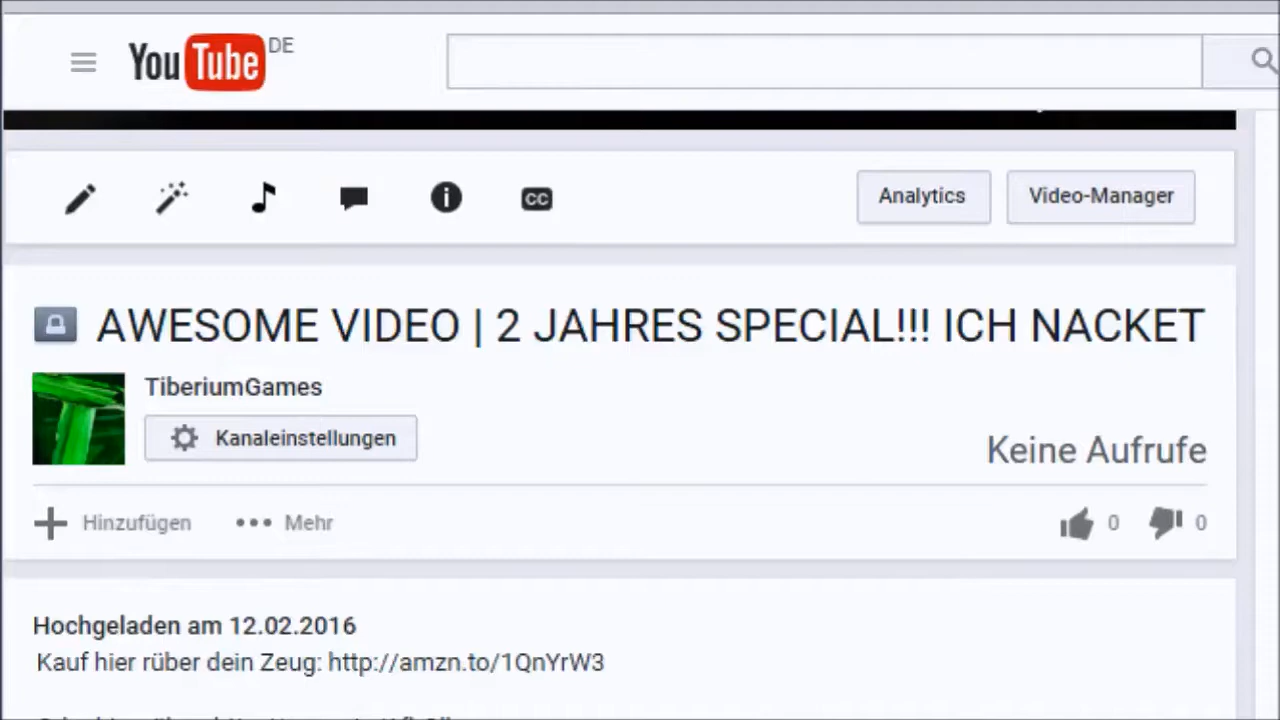 YouTube DE
CC
Analytics
Video-Manager
AWESOME VIDEO | 2 JAHRES SPECIAL!!! ICH NACKET
TiberiumGames
Kanaleinstellungen
Keine Aufrufe
Hinzufügen
Mehr
0
0
Hochgeladen am 12.02.2016
Kauf hier rüber dein Zeug: http://amzn.to/1QnYrW3